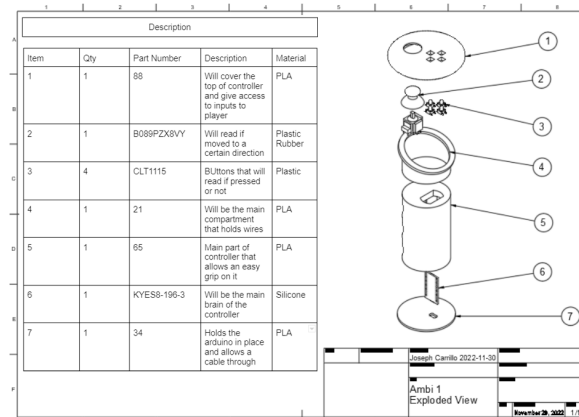 1 2 3 4 5 6 7 8
Description
Item Qty Part Number Description Material
1 1 88 Will cover the PLA
top of controller
and give access
to inputs to
player
2 1 B089PZX8VY Will read if Plastic
moved to a Rubber
certain direction
3 4 CLT1115 BUttons that will Plastic
read if pressed
or not
4 1 21 Will be the main PLA
compartment
that holds wires
5 1 65 Main part of PLA
controller that
allows an easy
grip on it
6 1 KYES8-196-3 Will be the main Silicone
brain of the
controller
7 1 34 Holds the PLA
arduino in place
and allows a
cable through
A
B
C
D
E
F
1
2
3
4
5
6
7
Joseph Carrillo 2022-11-30
Ambi 1
Exploded View
November 29, 2022 1/1
1 2 3 4